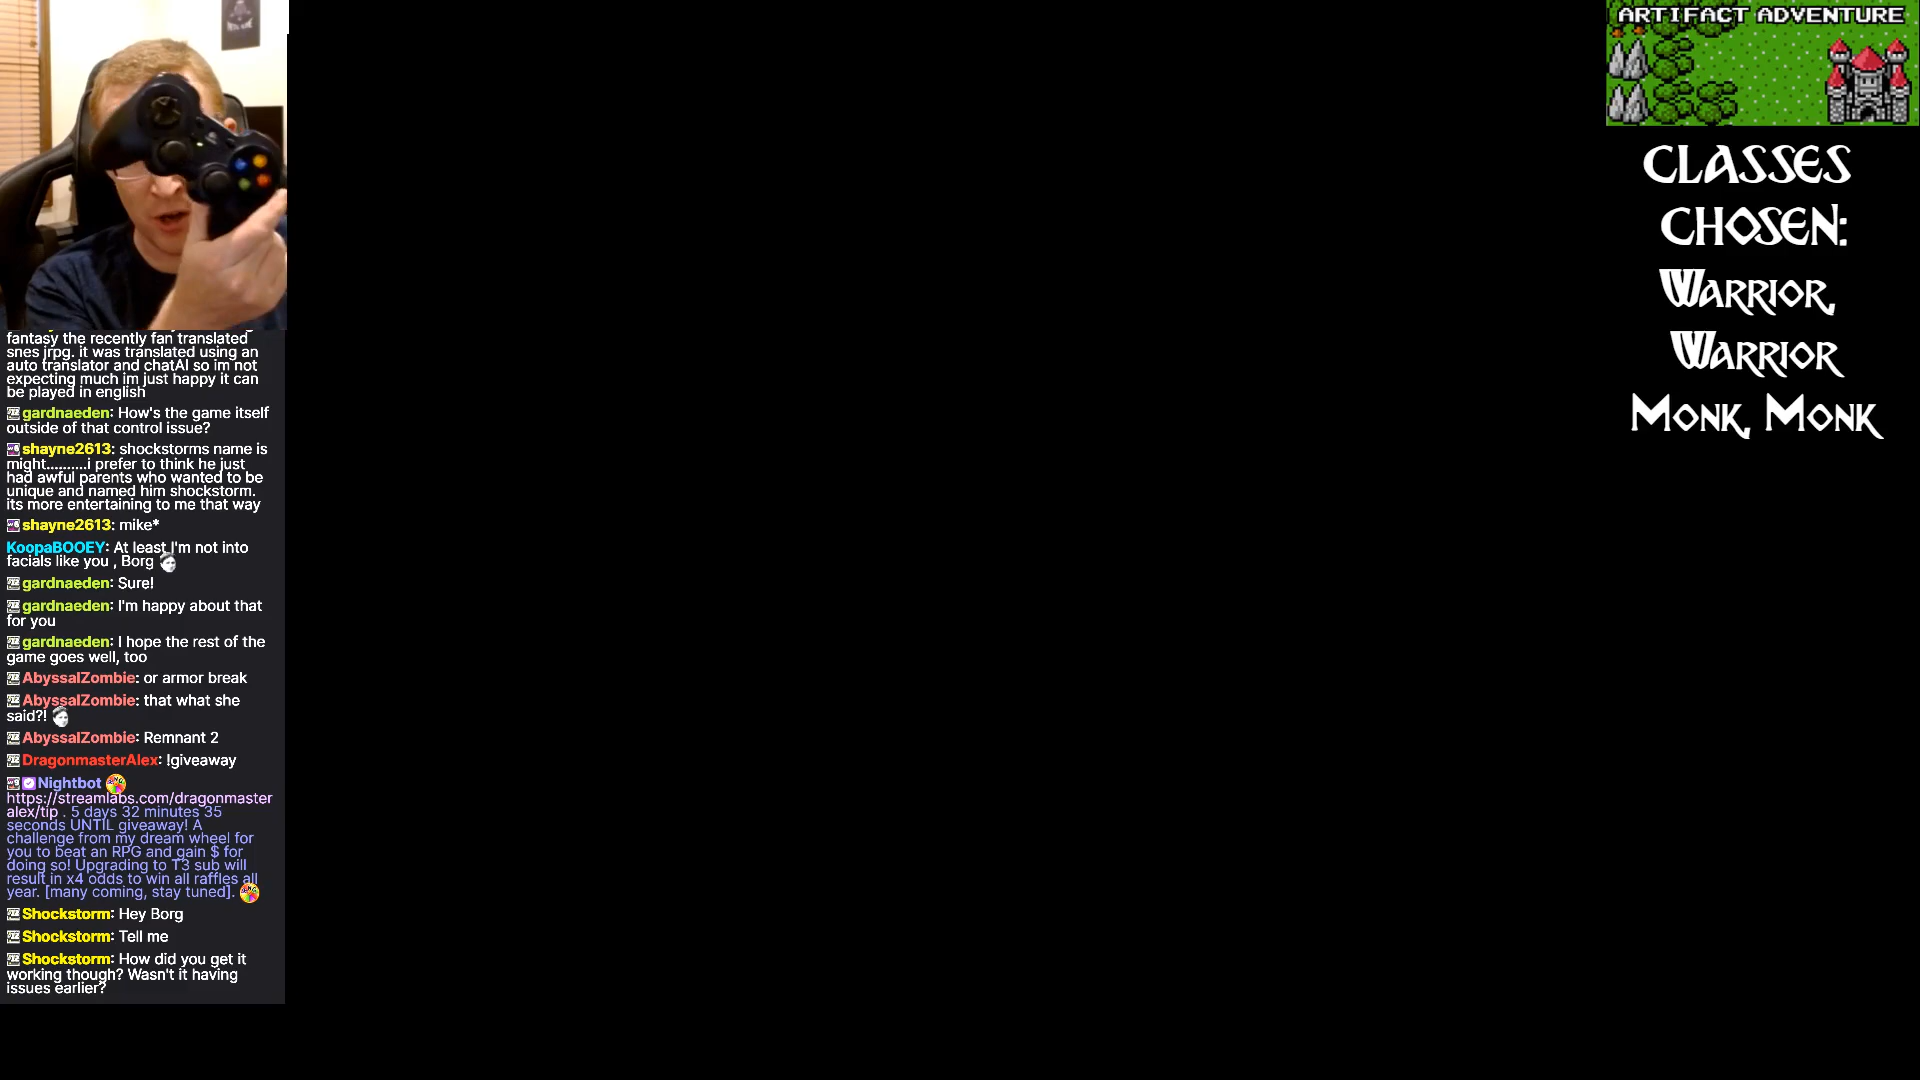 ARTIFACT ADVENTURE
CLASSES
CHOSEN:
WARRIOR,
WARRIOR
MONK, MONK
fantasy the recently fan translated
snes jrpg. it was translated using an
auto translator and chatAI so im not
expecting much im just happy it can
be played in english
gardnaeden: How's the game itself
outside of that control issue?
shayne2613: shockstorms name is
might..........i prefer to think he just
had awful parents who wanted to be
unique and named him shockstorm.
its more entertaining to me that way
shayne2613: mike*
KoopaBOOEY: At least I'm not into
facials like you , Borg
gardnaeden: Sure!
gardnaeden: I'm happy about that
for you
gardnaeden: I hope the rest of the
game goes well, too
AbyssalZombie: or armor break
AbyssalZombie: that what she
said?!
AbyssalZombie: Remnant 2
DragonmasterAlex: !giveaway
Nightbot
https://streamlabs.com/dragonmaster
alex/tip . 5 days 32 minutes 35
seconds UNTIL giveaway! A
challenge from my dream wheel for
you to beat an RPG and gain $ for
doing so! Upgrading to T3 sub will
result in x4 odds to win all raffles all
year. [many coming, stay tuned].
Shockstorm: Hey Borg
Shockstorm: Tell me
Shockstorm: How did you get it
working though? Wasn't it having
issues earlier?